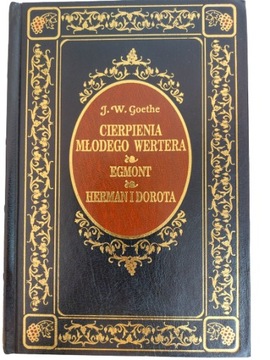 J. W. Goethe
CIERPIENIA
MŁODEGO WERTERA
EGMONT
HERMAN I DOROTA